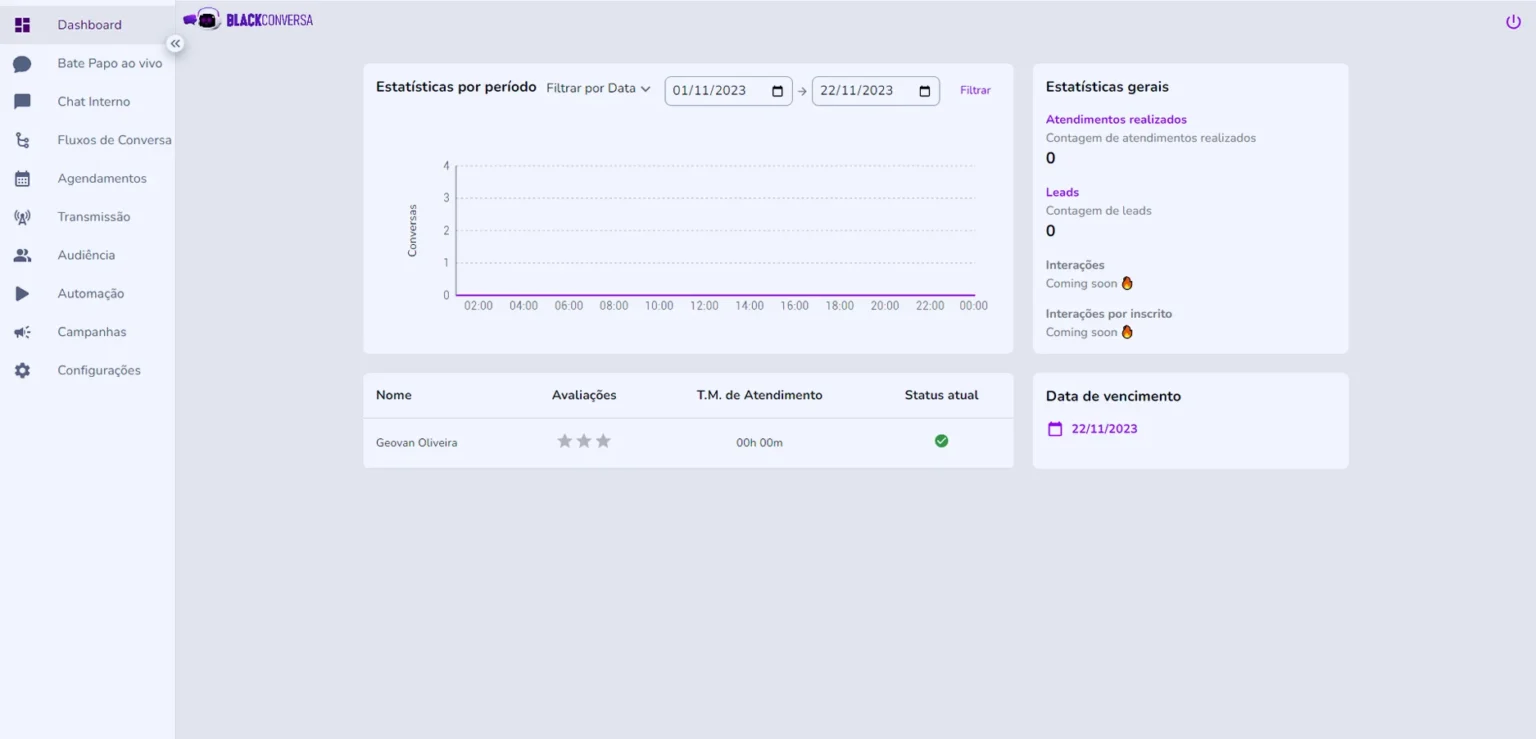 Dashboard
Bate Papo ao vivo
Chat Interno
Fluxos de Conversa
Agendamentos
Transmissão
Audiência
Automação
Campanhas
Configurações
BLACKCONVERSA
Estatísticas por período Filtrar por Data 01/11/2023 → 22/11/2023 Filtrar
Conversas
4
3
2
1
0
02:00 04:00 06:00 08:00 10:00 12:00 14:00 16:00 18:00 20:00 22:00 00:00
Estatísticas gerais
Atendimentos realizados
Contagem de atendimentos realizados
0
Leads
Contagem de leads
0
Interações
Coming soon 🔥
Interações por inscrito
Coming soon 🔥
Nome Avaliações T.M. de Atendimento Status atual
Geovan Oliveira 00h 00m
Data de vencimento
22/11/2023